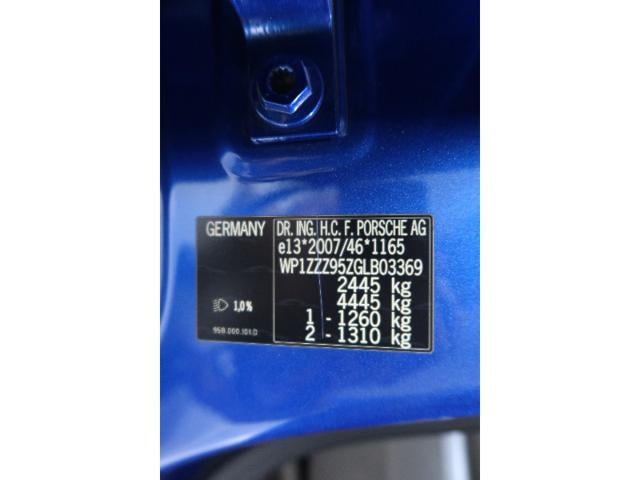 GERMANY
DR. ING. H.C. F. PORSCHE AG
e13*2007/46*1165
WP1ZZZ95ZGLB03369
2445 kg
4445 kg
1 - 1260 kg
2 - 1310 kg
1,0%
958.000.101.D